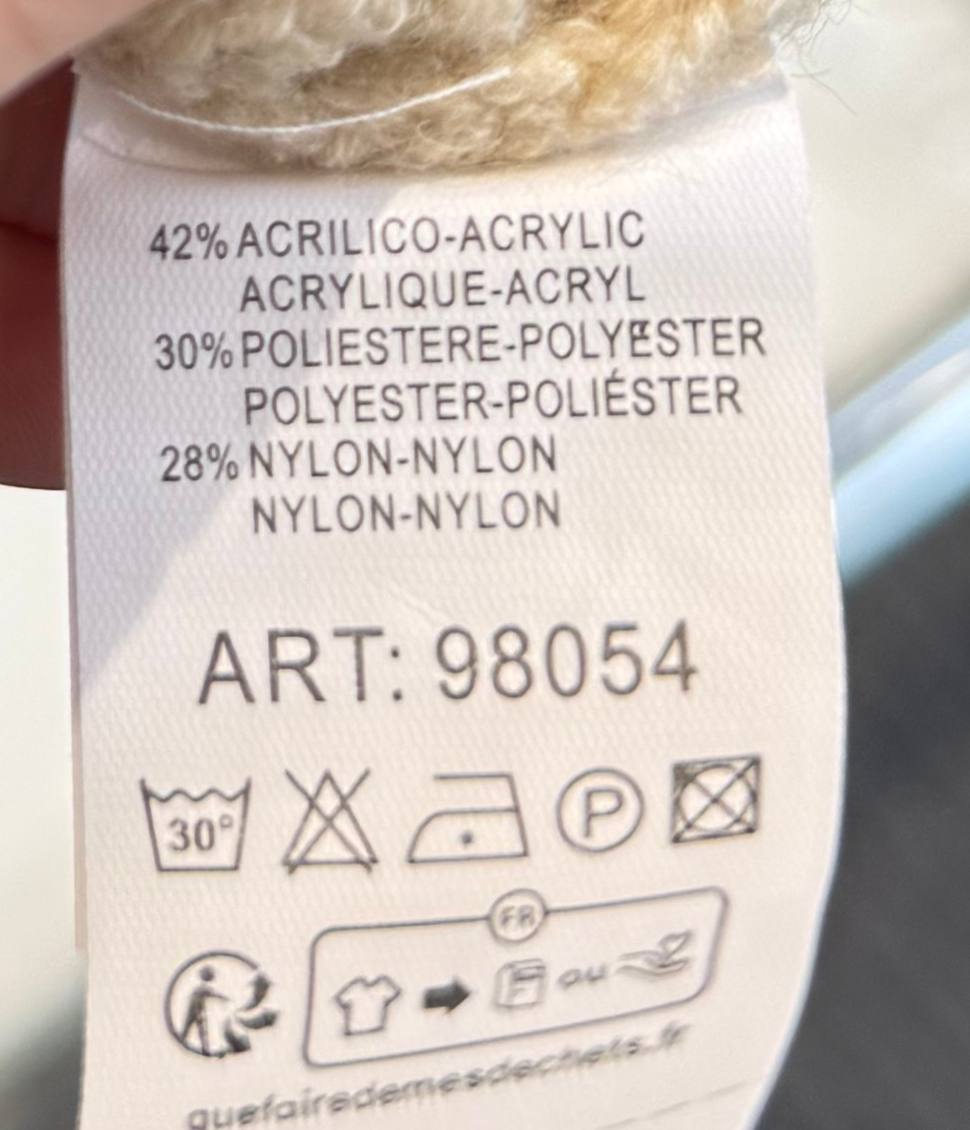 42% ACRILICO-ACRYLIC
ACRYLIQUE-ACRYL
30% POLIESTERE-POLYESTER
POLYESTER-POLIÉSTER
28% NYLON-NYLON
NYLON-NYLON
ART: 98054
30° P
FR
ou
quefairedemesdechets.fr